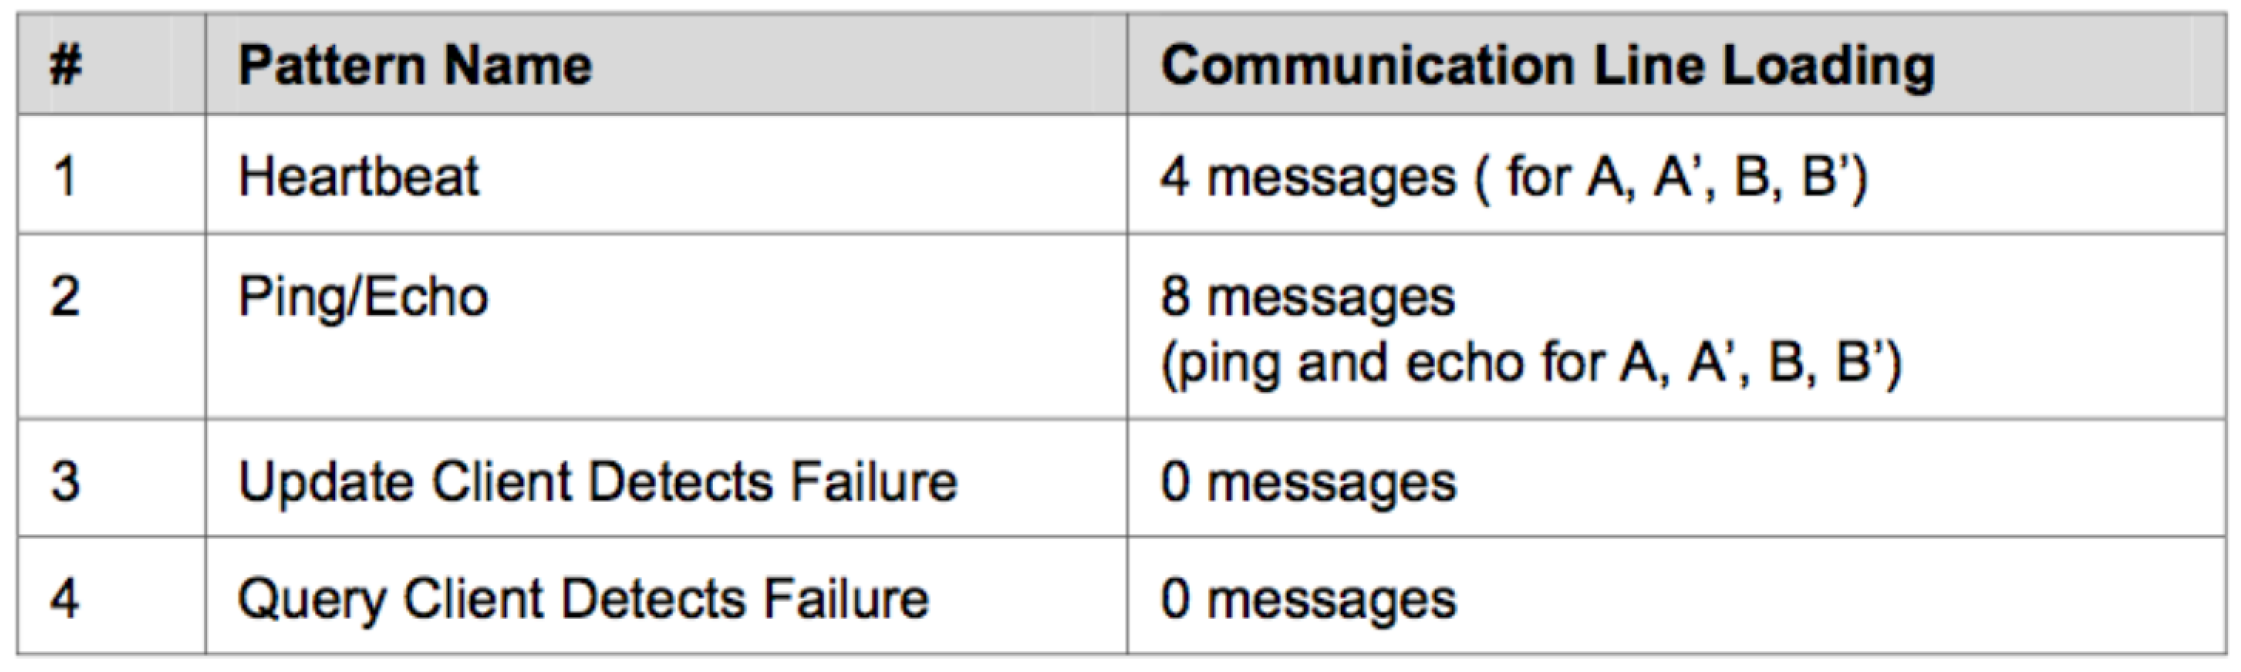 # Pattern Name Communication Line Loading
1 Heartbeat 4 messages ( for A, A’, B, B’)
2 Ping/Echo 8 messages
(ping and echo for A, A’, B, B’)
3 Update Client Detects Failure 0 messages
4 Query Client Detects Failure 0 messages